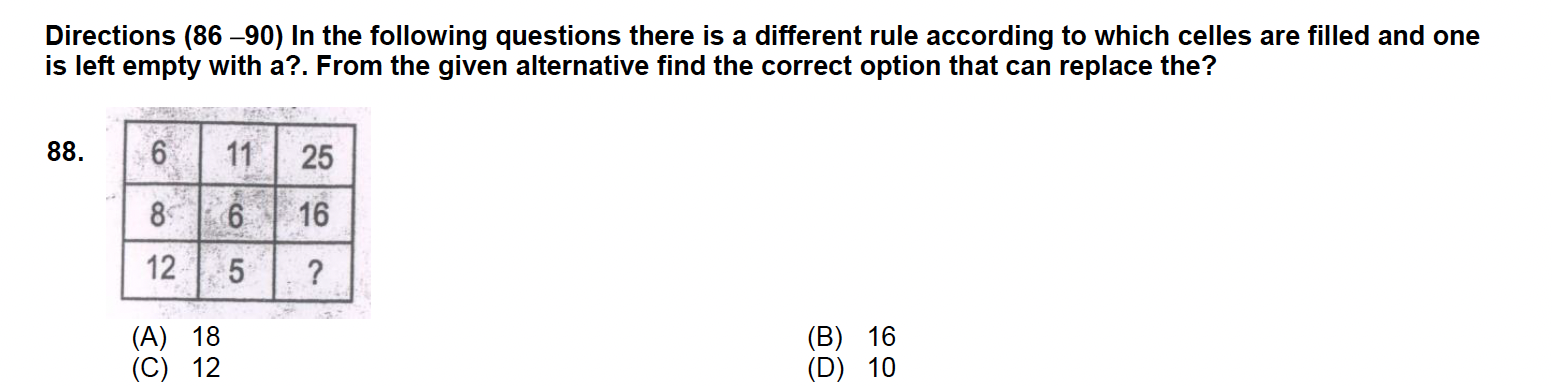 Directions (86 –90) In the following questions there is a different rule according to which celles are filled and one
is left empty with a?. From the given alternative find the correct option that can replace the?
88.
6 11 25
8 6 16
12 5 ?
(A) 18 (B) 16
(C) 12 (D) 10